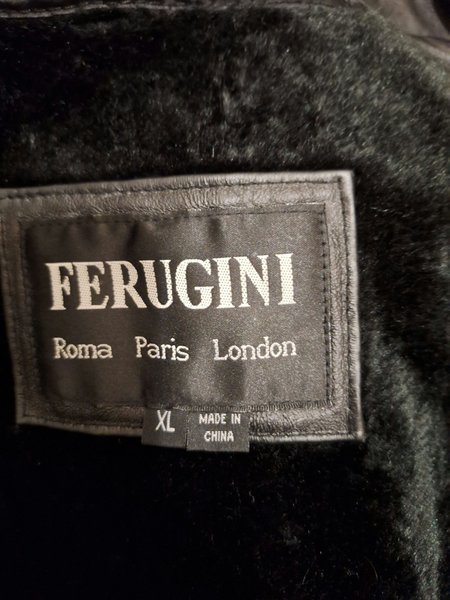 FERUGINI
Roma Paris London
XL
MADE IN
CHINA